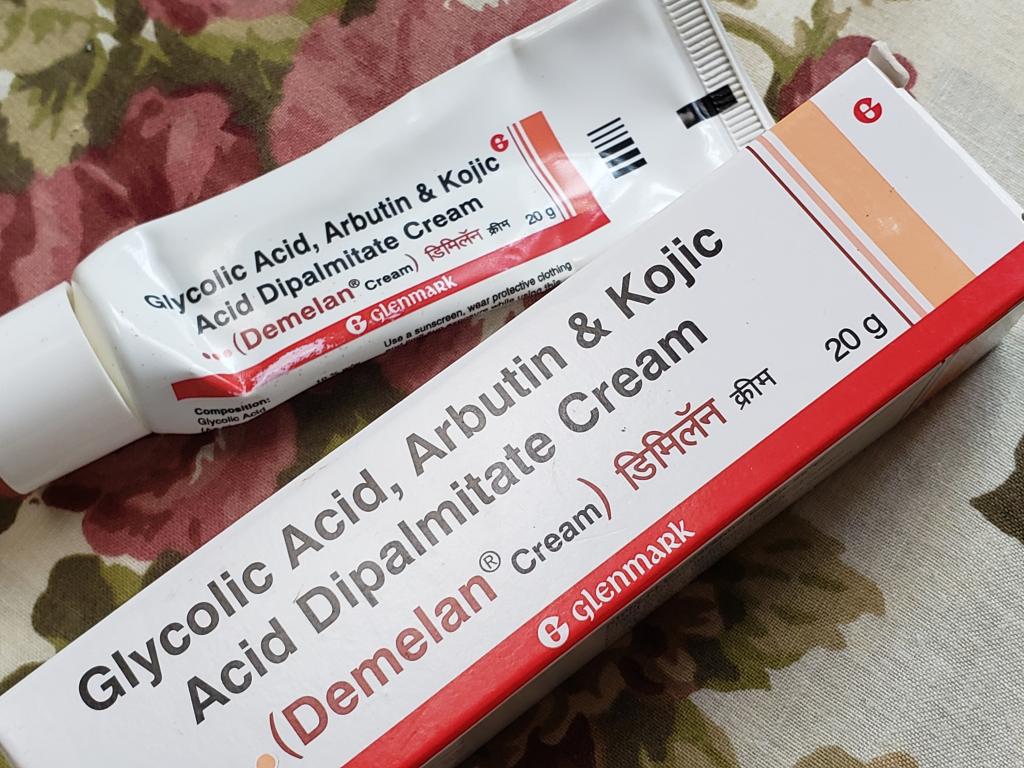 Glycolic Acid, Arbutin & Kojic
Acid Dipalmitate Cream
(Demelan® Cream) डिमिलॅन क्रीम 20 g
GLENMARK
Use a sunscreen, wear protective clothing
Composition:
Glycolic Acid
Glycolic Acid, Arbutin & Kojic
Acid Dipalmitate Cream
(Demelan® Cream) डिमिलॅन क्रीम 20 g
GLENMARK